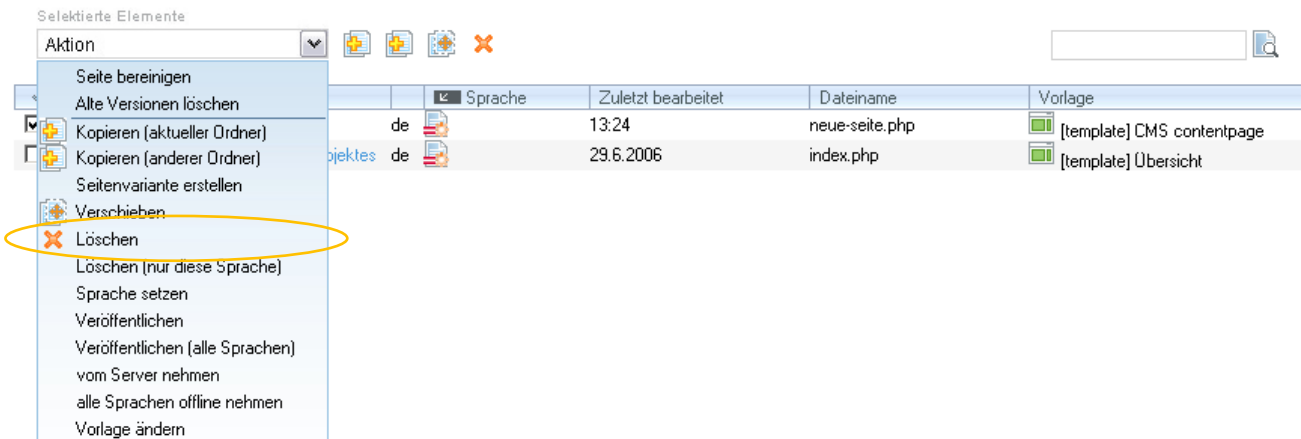 Selektierte Elemente
Aktion
Seite bereinigen
Alte Versionen löschen
Kopieren (aktueller Ordner)
Kopieren (anderer Ordner)
Seitenvariante erstellen
Verschieben
Löschen
Löschen (nur diese Sprache)
Sprache setzen
Veröffentlichen
Veröffentlichen (alle Sprachen)
vom Server nehmen
alle Sprachen offline nehmen
Vorlage ändern
Sprache Zuletzt bearbeitet Dateiname Vorlage
de 13:24 neue-seite.php [template] CMS contentpage
ojektes de 29.6.2006 index.php [template] Übersicht